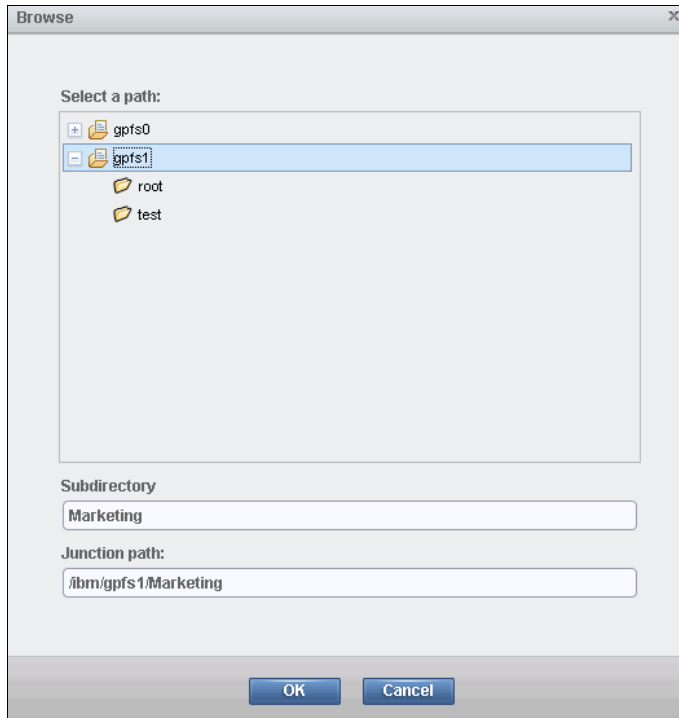 Browse x
Select a path:
gpfs0
gpfs1
root
test
Subdirectory
Marketing
Junction path:
/ibm/gpfs1/Marketing
OK Cancel